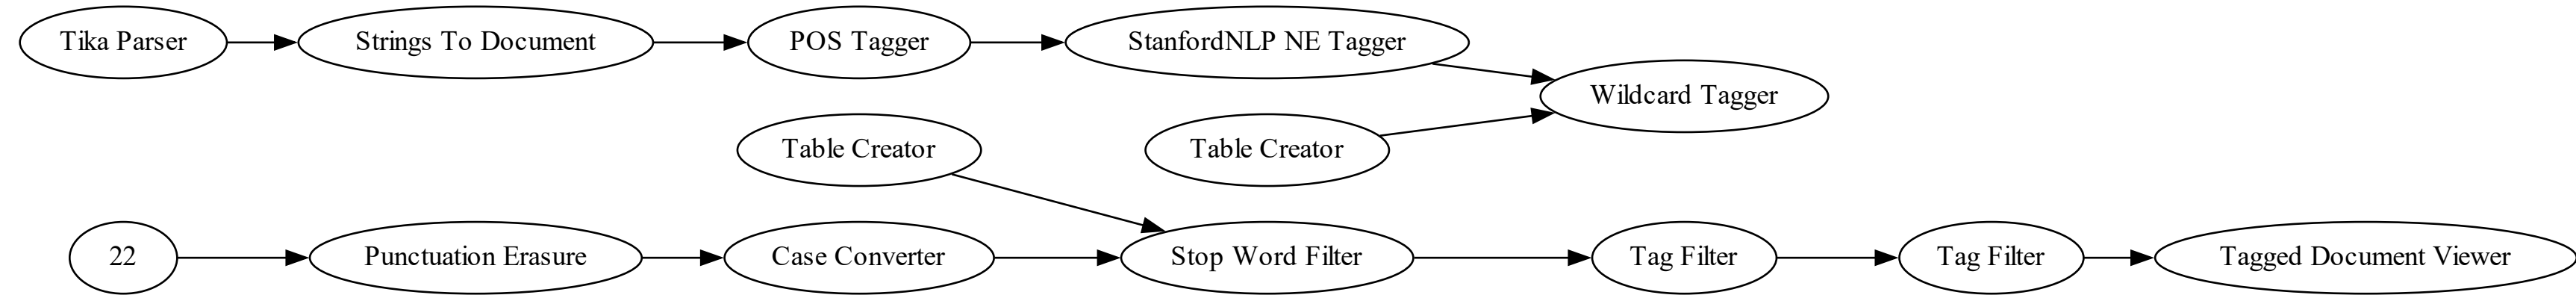 Tika Parser
Strings To Document
POS Tagger
StanfordNLP NE Tagger
Wildcard Tagger
Table Creator
Table Creator
22
Punctuation Erasure
Case Converter
Stop Word Filter
Tag Filter
Tag Filter
Tagged Document Viewer